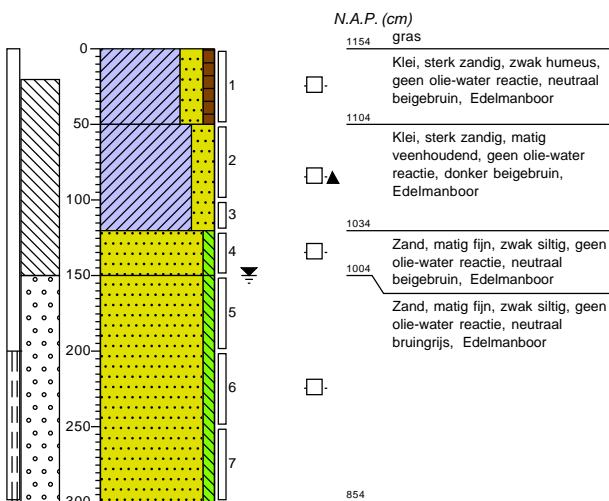 N.A.P. (cm)
1154 gras
0
Klei, sterk zandig, zwak humeus,
geen olie-water reactie, neutraal
beigebruin, Edelmanboor
1
50
1104
Klei, sterk zandig, matig
veenhoudend, geen olie-water
reactie, donker beigebruin,
Edelmanboor
2
100
3
1034
Zand, matig fijn, zwak siltig, geen
olie-water reactie, neutraal
beigebruin, Edelmanboor
4
150
1004
Zand, matig fijn, zwak siltig, geen
olie-water reactie, neutraal
bruingrijs, Edelmanboor
5
200
6
250
7
300
854